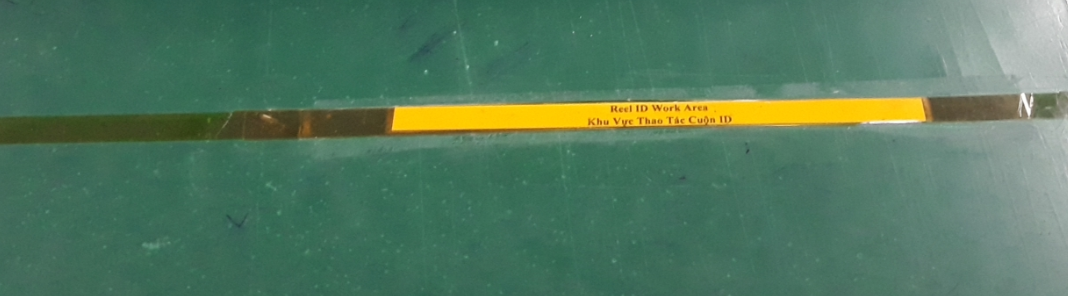 Reel ID Work Area
Khu Vực Thao Tác Cuộn ID